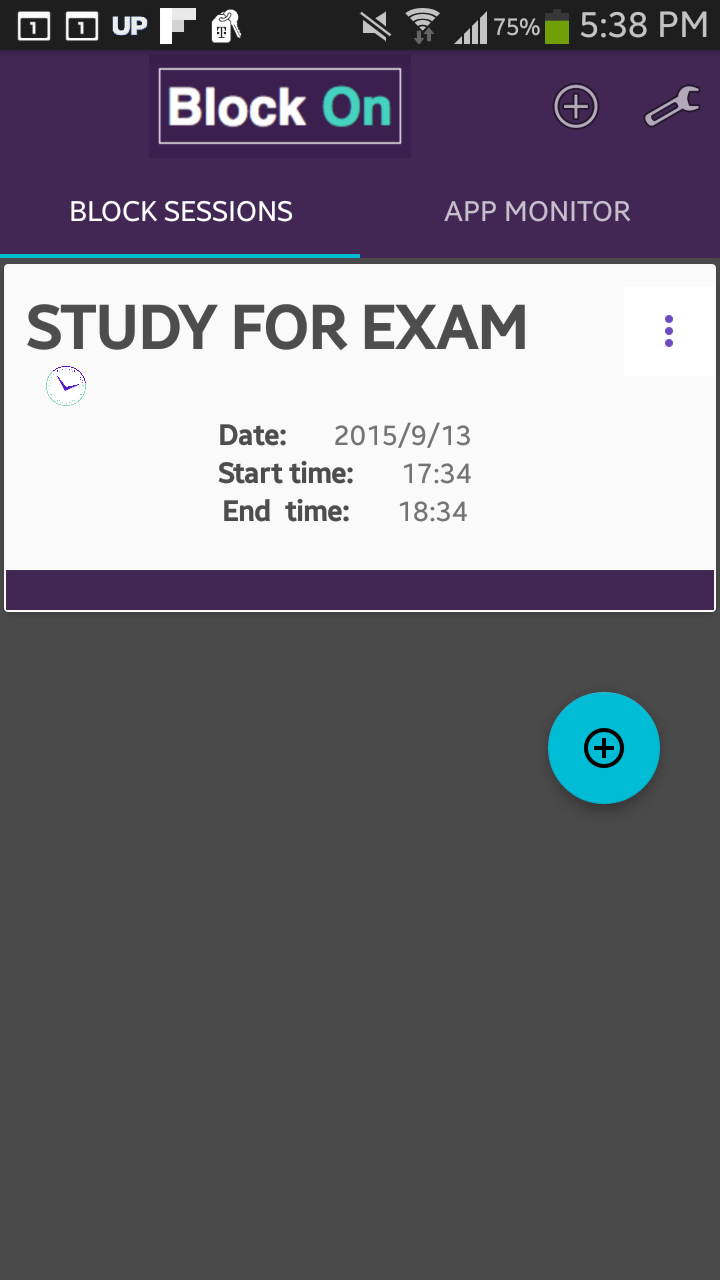 1 1 UP T 75% 5:38 PM
Block On
BLOCK SESSIONS APP MONITOR
STUDY FOR EXAM
Date: 2015/9/13
Start time: 17:34
End time: 18:34